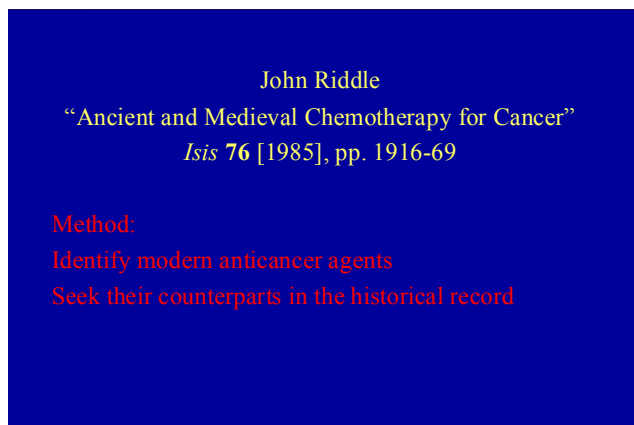 John Riddle
“Ancient and Medieval Chemotherapy for Cancer”
Isis 76 [1985], pp. 1916-69
Method:
Identify modern anticancer agents
Seek their counterparts in the historical record